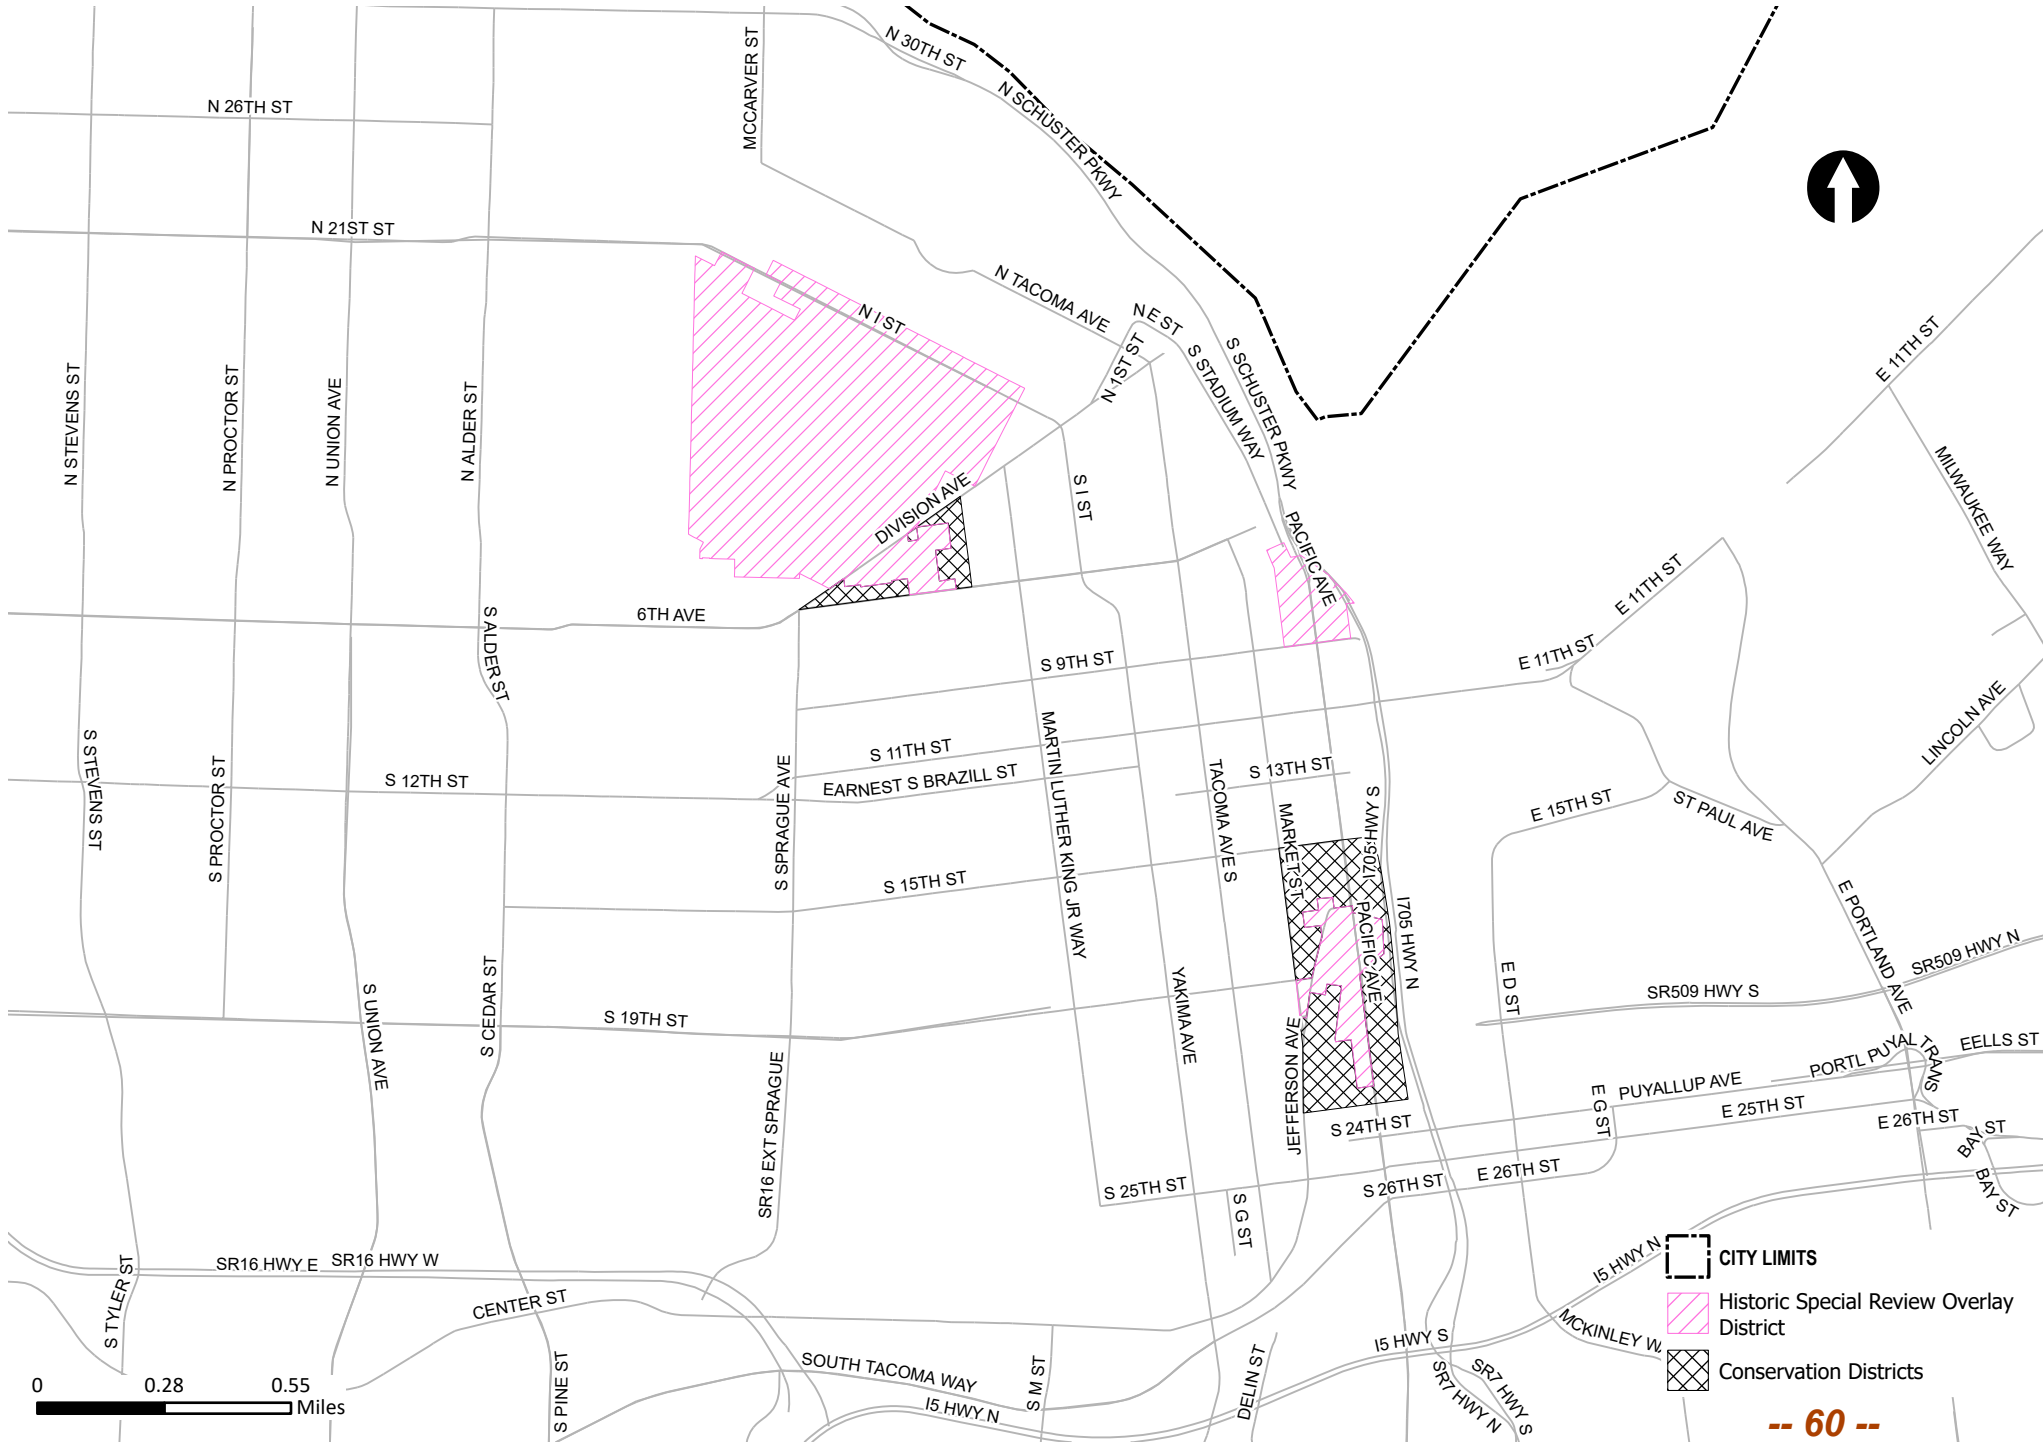 N 30TH ST
MCCARVER ST
N SCHUSTER PKWY
N 26TH ST
N 21ST ST
N TACOMA AVE
N E ST
N I ST
N 1ST ST
S STADIUM WAY
S SCHUSTER PKWY
E 11TH ST
N STEVENS ST
N PROCTOR ST
N UNION AVE
N ALDER ST
MILWAUKEE WAY
DIVISION AVE
S I ST
PACIFIC AVE
E 11TH ST
6TH AVE
S ALDER ST
S 9TH ST
E 11TH ST
LINCOLN AVE
S STEVENS ST
S PROCTOR ST
S 12TH ST
S SPRAGUE AVE
S 11TH ST
EARNEST S BRAZILL ST
MARTIN LUTHER KING JR WAY
TACOMA AVE S
S 13TH ST
MARKET ST
I705 HWY S
E 15TH ST
ST PAUL AVE
S 15TH ST
PACIFIC AVE
I705 HWY N
E PORTLAND AVE
SR509 HWY N
S UNION AVE
S CEDAR ST
S 19TH ST
YAKIMA AVE
E D ST
SR509 HWY S
JEFFERSON AVE
SR16 EXT SPRAGUE
PORTL PUYAL TRANS
EELLS ST
PUYALLUP AVE
E G ST
E 25TH ST
S 24TH ST
E 26TH ST
BAY ST
S 25TH ST
S 26TH ST
E 26TH ST
BAY ST
S G ST
S TYLER ST
SR16 HWY E
SR16 HWY W
CENTER ST
I5 HWY N
CITY LIMITS
Historic Special Review Overlay
District
MCKINLEY WA
I5 HWY S
Conservation Districts
S PINE ST
SOUTH TACOMA WAY
S M ST
I5 HWY N
DELIN ST
SR7 HWY N
SR7 HWY S
0 0.28 0.55
Miles
-- 60 --